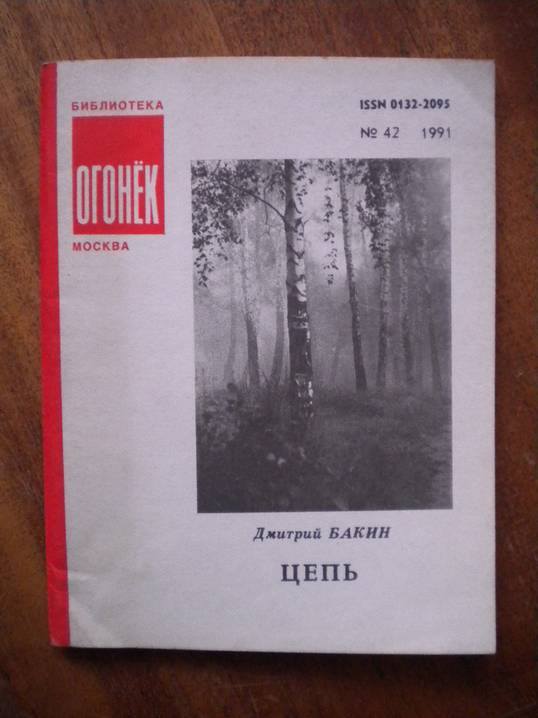 БИБЛИОТЕКА
ОГОНЁК
МОСКВА
ISSN 0132-2095
№ 42 1991
Дмитрий БАКИН
ЦЕПЬ